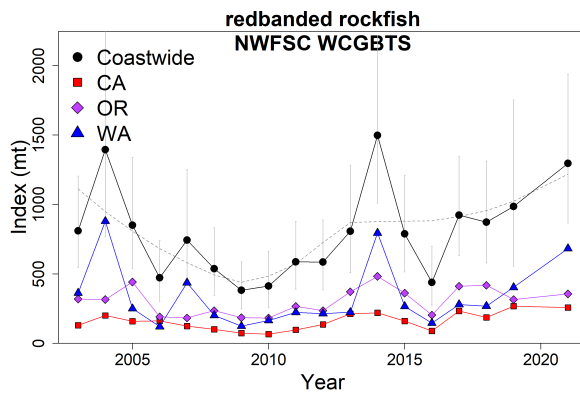 redbanded rockfish
NWFSC WCGBTS
Coastwide
CA
OR
WA
Index (mt)
2000
1500
1000
500
0
2005
2010
2015
2020
Year